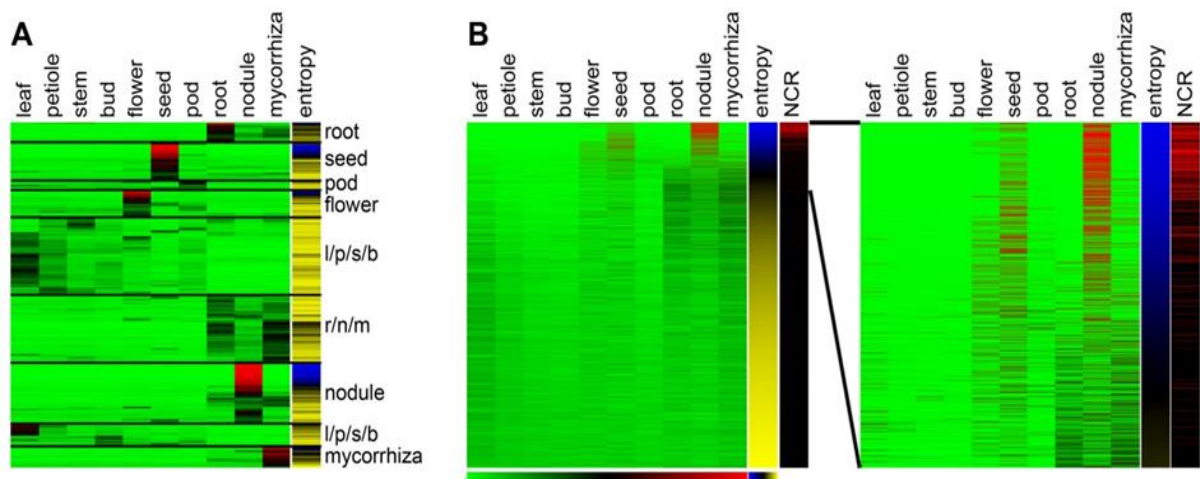 A
leaf
petiole
stem
bud
flower
seed
pod
root
nodule
mycorrhiza
entropy
root
seed
pod
flower
l/p/s/b
r/n/m
nodule
l/p/s/b
mycorrhiza
B
leaf
petiole
stem
bud
flower
seed
pod
root
nodule
mycorrhiza
entropy
NCR
leaf
petiole
stem
bud
flower
seed
pod
root
nodule
mycorrhiza
entropy
NCR